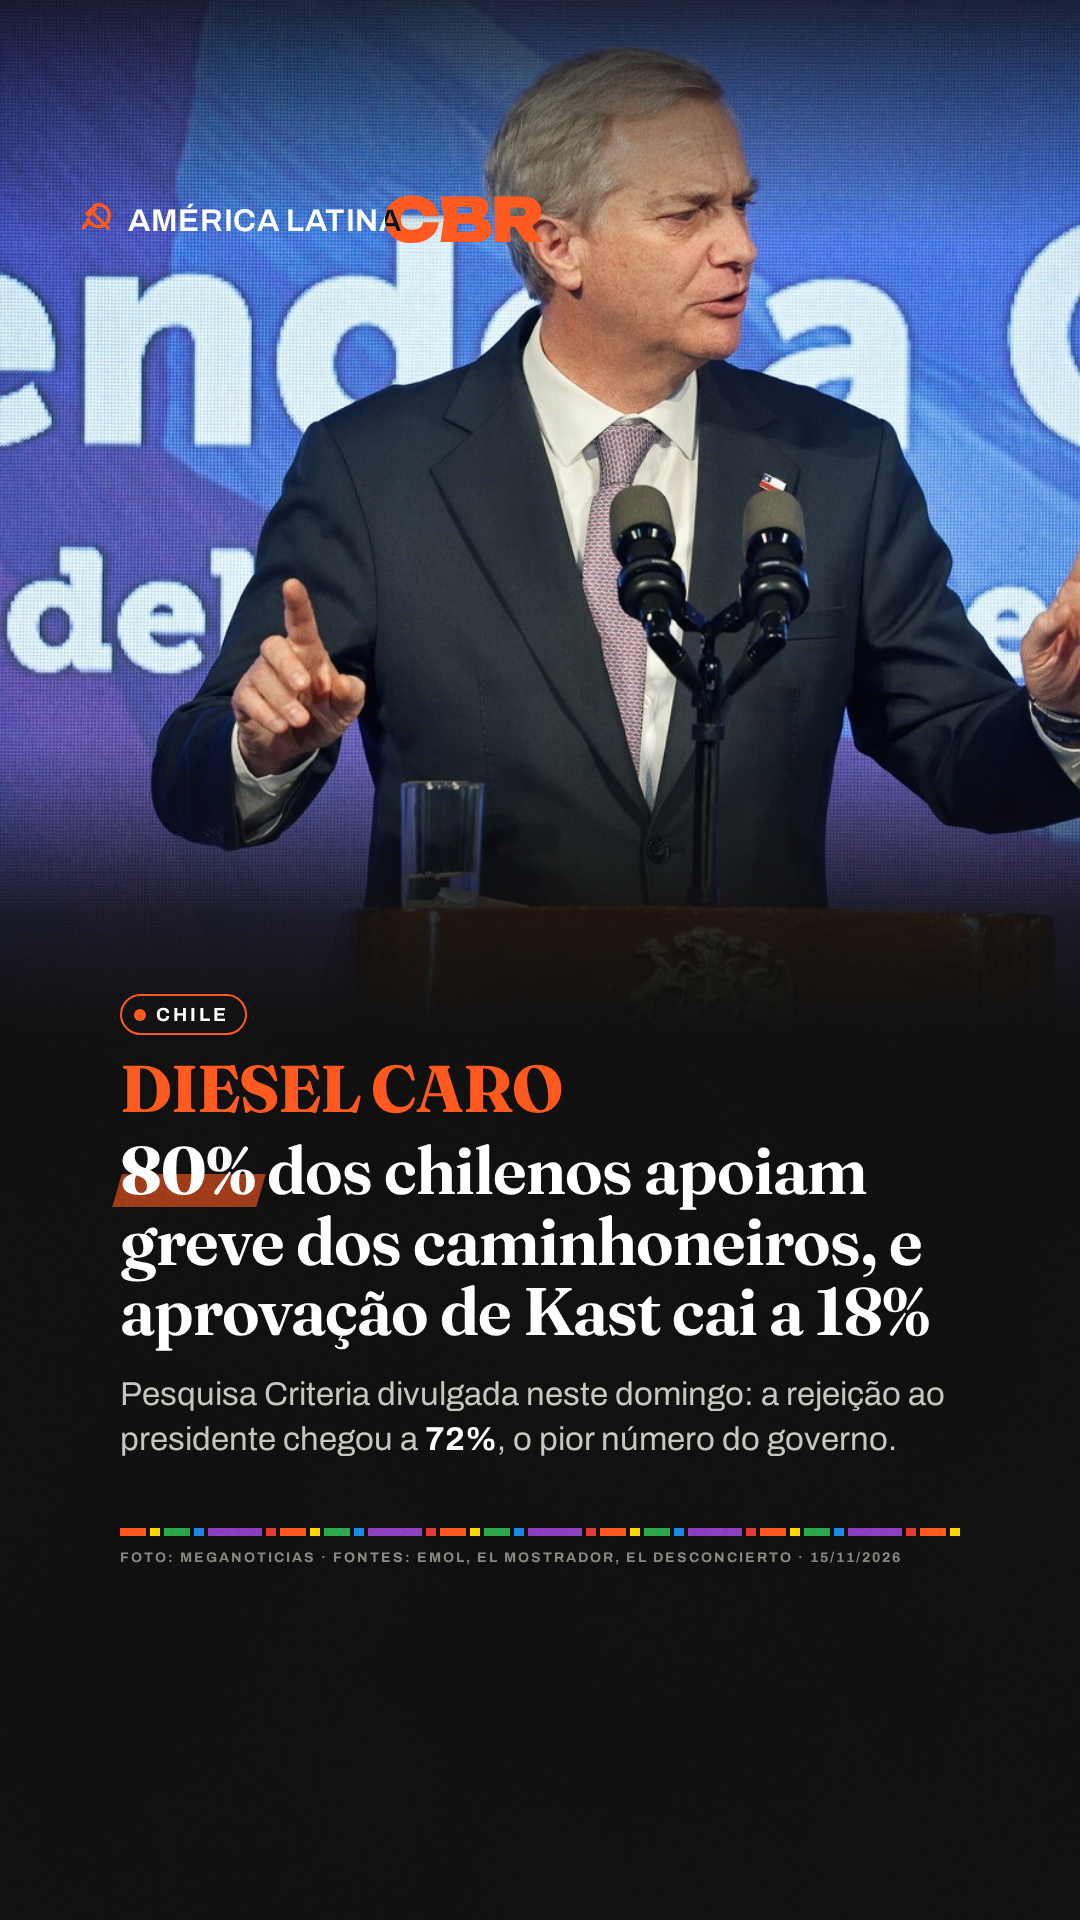 AMÉRICA LATINA CBR
end a
del e
CHILE
DIESEL CARO
80% dos chilenos apoiam
greve dos caminhoneiros, e
aprovação de Kast cai a 18%
Pesquisa Criteria divulgada neste domingo: a rejeição ao
presidente chegou a 72%, o pior número do governo.
FOTO: MEGANOTICIAS · FONTES: EMOL, EL MOSTRADOR, EL DESCONCIERTO · 15/11/2026